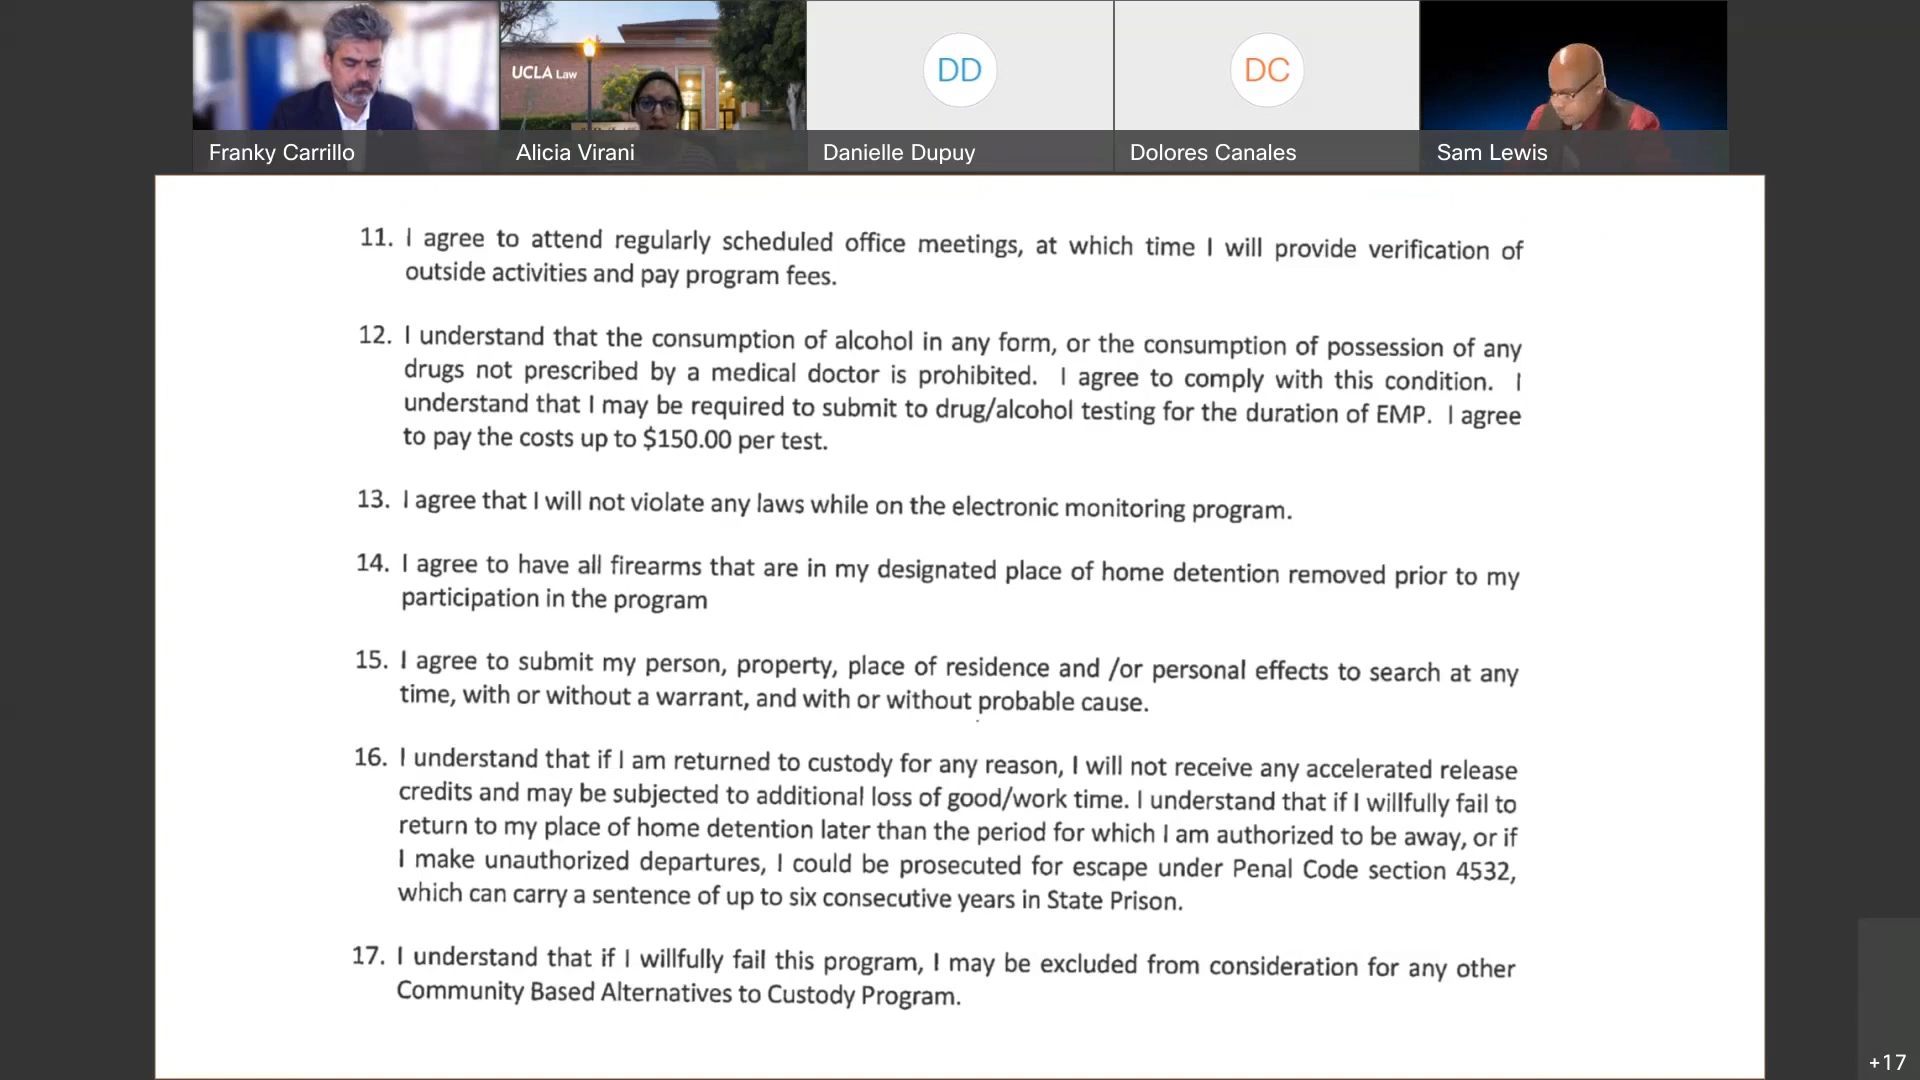 UCLA Law
DD
DC
Franky Carrillo
Alicia Virani
Danielle Dupuy
Dolores Canales
Sam Lewis
11. I agree to attend regularly scheduled office meetings, at which time I will provide verification of
outside activities and pay program fees.
12. I understand that the consumption of alcohol in any form, or the consumption of possession of any
drugs not prescribed by a medical doctor is prohibited. I agree to comply with this condition. I
understand that I may be required to submit to drug/alcohol testing for the duration of EMP. I agree
to pay the costs up to $150.00 per test.
13. I agree that I will not violate any laws while on the electronic monitoring program.
14. I agree to have all firearms that are in my designated place of home detention removed prior to my
participation in the program
15. I agree to submit my person, property, place of residence and /or personal effects to search at any
time, with or without a warrant, and with or without probable cause.
16. I understand that if I am returned to custody for any reason, I will not receive any accelerated release
credits and may be subjected to additional loss of good/work time. I understand that if I willfully fail to
return to my place of home detention later than the period for which I am authorized to be away, or if
I make unauthorized departures, I could be prosecuted for escape under Penal Code section 4532,
which can carry a sentence of up to six consecutive years in State Prison.
17. I understand that if I willfully fail this program, I may be excluded from consideration for any other
Community Based Alternatives to Custody Program.
+17